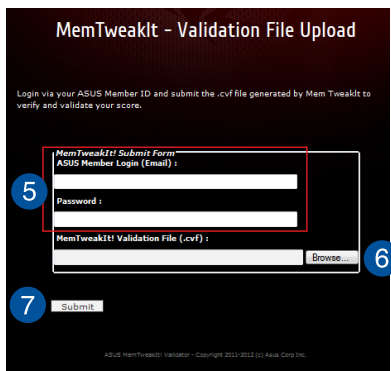 MemTweakIt - Validation File Upload
Login via your ASUS Member ID and submit the .cvf file generated by Mem TweakIt to
verify and validate your score.
MemTweakIt! Submit Form
ASUS Member Login (Email) :
5
Password :
MemTweakIt! Validation File (.cvf) :
Browse...
6
7
Submit
ASUS MemTweakIt! Validator - Copyright 2011-2012 (c) Asus Corp Inc.